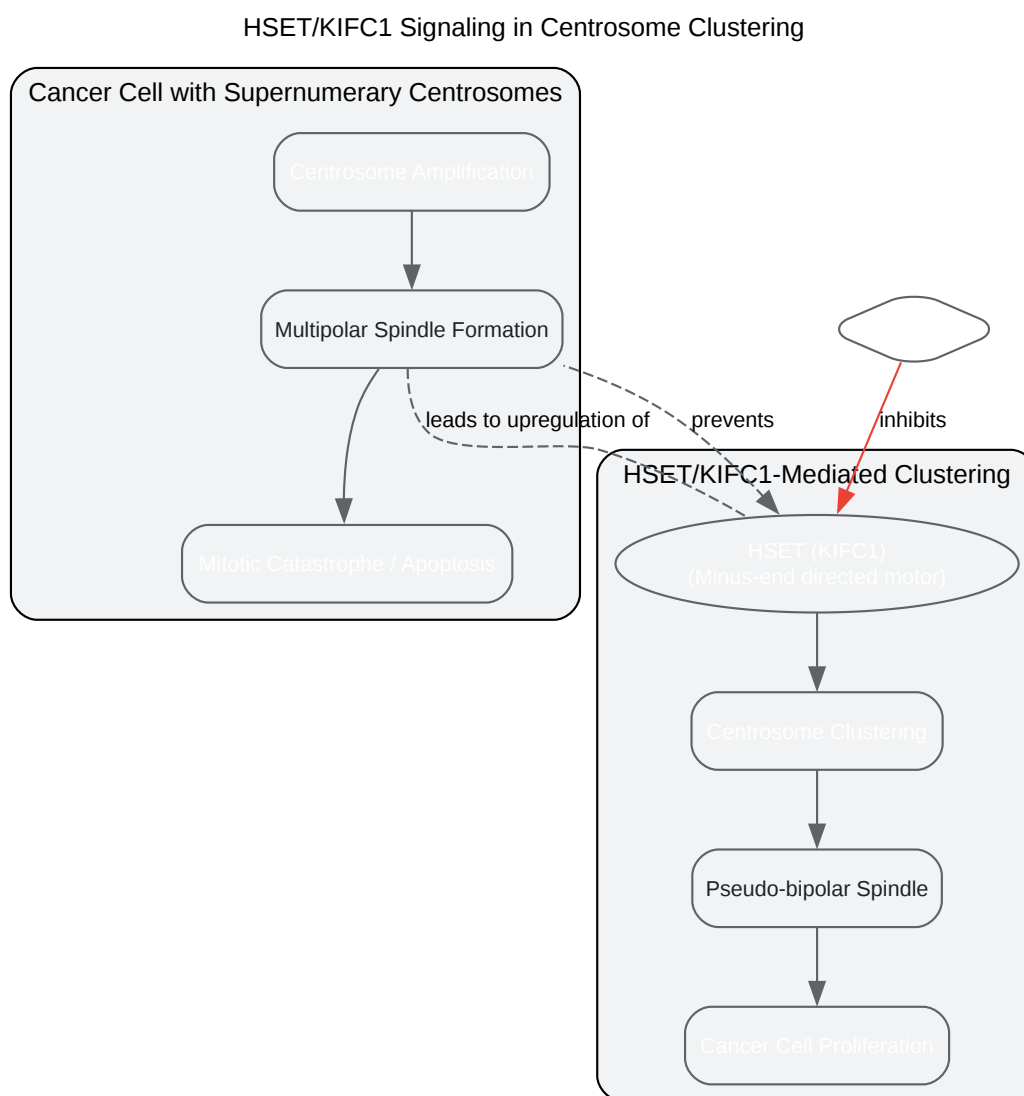 HSET/KIFC1 Signaling in Centrosome Clustering
Cancer Cell with Supernumerary Centrosomes
Centrosome Amplification
Multipolar Spindle Formation
leads to upregulation of
prevents
inhibits
HSET/KIFC1-Mediated Clustering
Mitotic Catastrophe / Apoptosis
HSET (KIFC1)
(Minus-end directed motor)
Centrosome Clustering
Pseudo-bipolar Spindle
Cancer Cell Proliferation